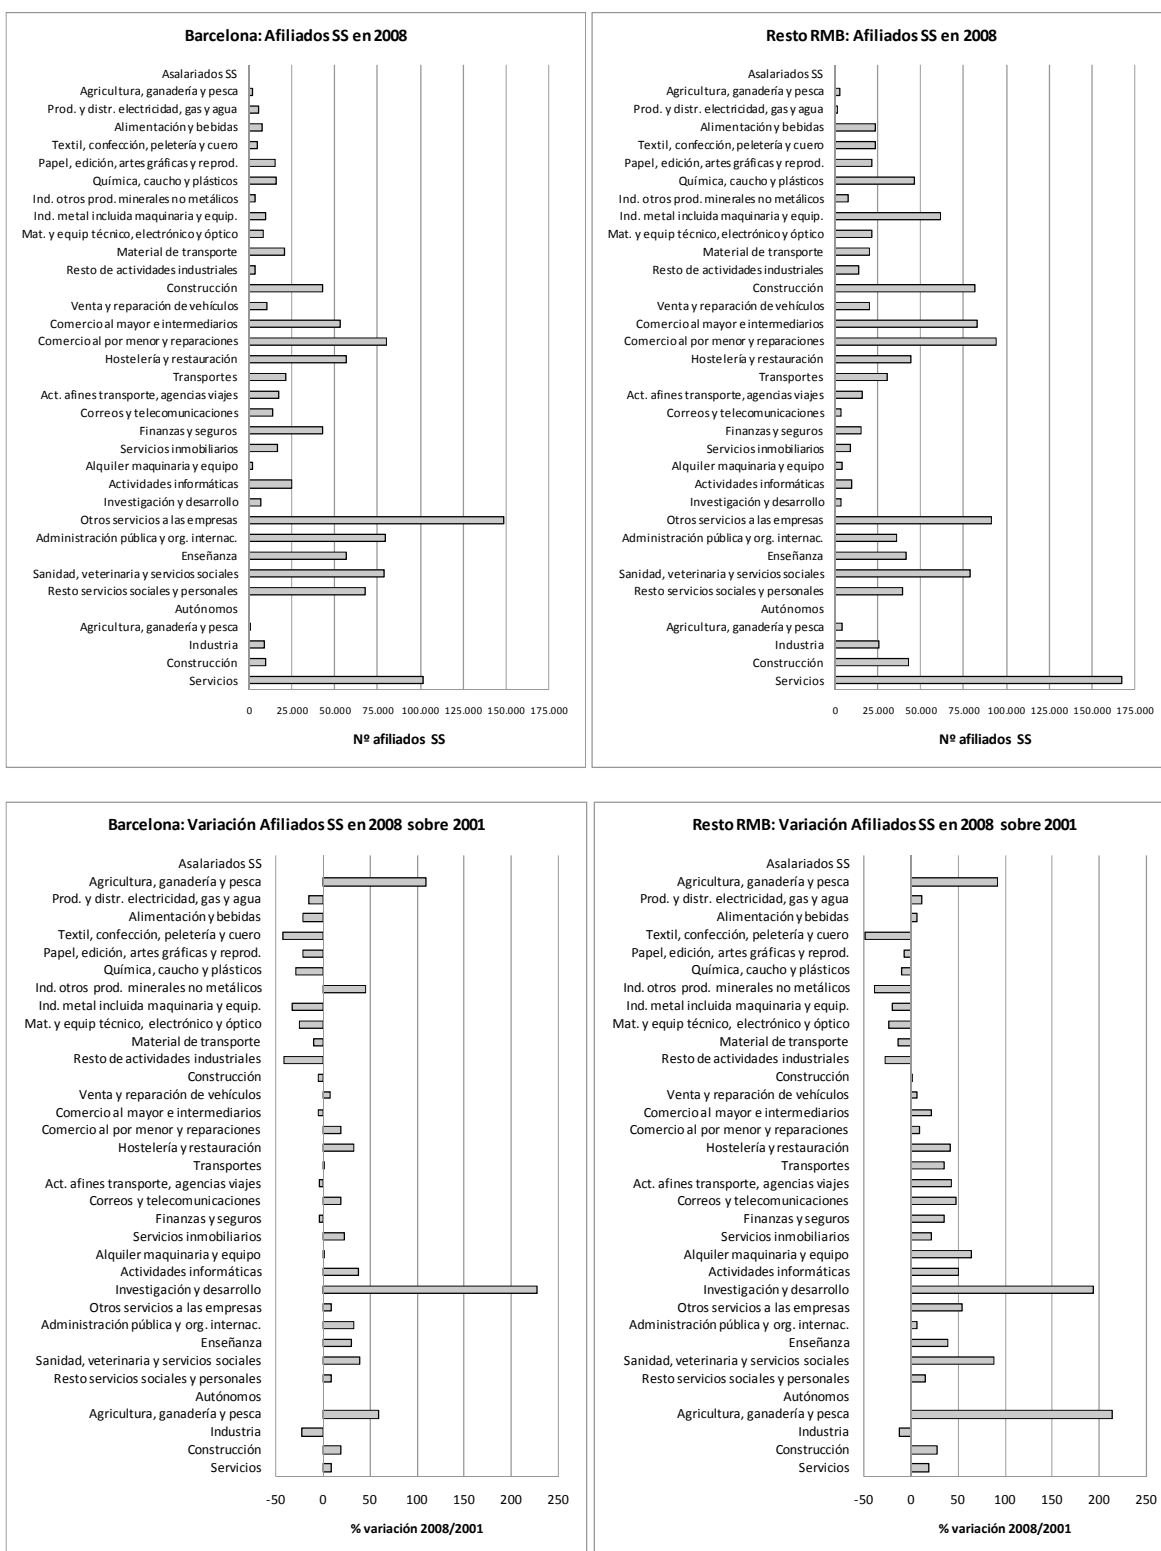 Barcelona: Afiliados SS en 2008
Asalariados SS
Agricultura, ganadería y pesca
Prod. y distr. electricidad, gas y agua
Alimentación y bebidas
Textil, confección, peletería y cuero
Papel, edición, artes gráficas y reprod.
Química, caucho y plásticos
Ind. otros prod. minerales no metálicos
Ind. metal incluida maquinaria y equip.
Mat. y equip técnico, electrónico y óptico
Material de transporte
Resto de actividades industriales
Construcción
Venta y reparación de vehículos
Comercio al mayor e intermediarios
Comercio al por menor y reparaciones
Hostelería y restauración
Transportes
Act. afines transporte, agencias viajes
Correos y telecomunicaciones
Finanzas y seguros
Servicios inmobiliarios
Alquiler maquinaria y equipo
Actividades informáticas
Investigación y desarrollo
Otros servicios a las empresas
Administración pública y org. internac.
Enseñanza
Sanidad, veterinaria y servicios sociales
Resto servicios sociales y personales
Autónomos
Agricultura, ganadería y pesca
Industria
Construcción
Servicios
0 25.000 50.000 75.000 100.000 125.000 150.000 175.000
Nº afiliados SS
Resto RMB: Afiliados SS en 2008
Asalariados SS
Agricultura, ganadería y pesca
Prod. y distr. electricidad, gas y agua
Alimentación y bebidas
Textil, confección, peletería y cuero
Papel, edición, artes gráficas y reprod.
Química, caucho y plásticos
Ind. otros prod. minerales no metálicos
Ind. metal incluida maquinaria y equip.
Mat. y equip técnico, electrónico y óptico
Material de transporte
Resto de actividades industriales
Construcción
Venta y reparación de vehículos
Comercio al mayor e intermediarios
Comercio al por menor y reparaciones
Hostelería y restauración
Transportes
Act. afines transporte, agencias viajes
Correos y telecomunicaciones
Finanzas y seguros
Servicios inmobiliarios
Alquiler maquinaria y equipo
Actividades informáticas
Investigación y desarrollo
Otros servicios a las empresas
Administración pública y org. internac.
Enseñanza
Sanidad, veterinaria y servicios sociales
Resto servicios sociales y personales
Autónomos
Agricultura, ganadería y pesca
Industria
Construcción
Servicios
0 25.000 50.000 75.000 100.000 125.000 150.000 175.000
Nº afiliados SS
Barcelona: Variación Afiliados SS en 2008 sobre 2001
Asalariados SS
Agricultura, ganadería y pesca
Prod. y distr. electricidad, gas y agua
Alimentación y bebidas
Textil, confección, peletería y cuero
Papel, edición, artes gráficas y reprod.
Química, caucho y plásticos
Ind. otros prod. minerales no metálicos
Ind. metal incluida maquinaria y equip.
Mat. y equip técnico, electrónico y óptico
Material de transporte
Resto de actividades industriales
Construcción
Venta y reparación de vehículos
Comercio al mayor e intermediarios
Comercio al por menor y reparaciones
Hostelería y restauración
Transportes
Act. afines transporte, agencias viajes
Correos y telecomunicaciones
Finanzas y seguros
Servicios inmobiliarios
Alquiler maquinaria y equipo
Actividades informáticas
Investigación y desarrollo
Otros servicios a las empresas
Administración pública y org. internac.
Enseñanza
Sanidad, veterinaria y servicios sociales
Resto servicios sociales y personales
Autónomos
Agricultura, ganadería y pesca
Industria
Construcción
Servicios
-50 0 50 100 150 200 250
% variación 2008/2001
Resto RMB: Variación Afiliados SS en 2008 sobre 2001
Asalariados SS
Agricultura, ganadería y pesca
Prod. y distr. electricidad, gas y agua
Alimentación y bebidas
Textil, confección, peletería y cuero
Papel, edición, artes gráficas y reprod.
Química, caucho y plásticos
Ind. otros prod. minerales no metálicos
Ind. metal incluida maquinaria y equip.
Mat. y equip técnico, electrónico y óptico
Material de transporte
Resto de actividades industriales
Construcción
Venta y reparación de vehículos
Comercio al mayor e intermediarios
Comercio al por menor y reparaciones
Hostelería y restauración
Transportes
Act. afines transporte, agencias viajes
Correos y telecomunicaciones
Finanzas y seguros
Servicios inmobiliarios
Alquiler maquinaria y equipo
Actividades informáticas
Investigación y desarrollo
Otros servicios a las empresas
Administración pública y org. internac.
Enseñanza
Sanidad, veterinaria y servicios sociales
Resto servicios sociales y personales
Autónomos
Agricultura, ganadería y pesca
Industria
Construcción
Servicios
-50 0 50 100 150 200 250
% variación 2008/2001